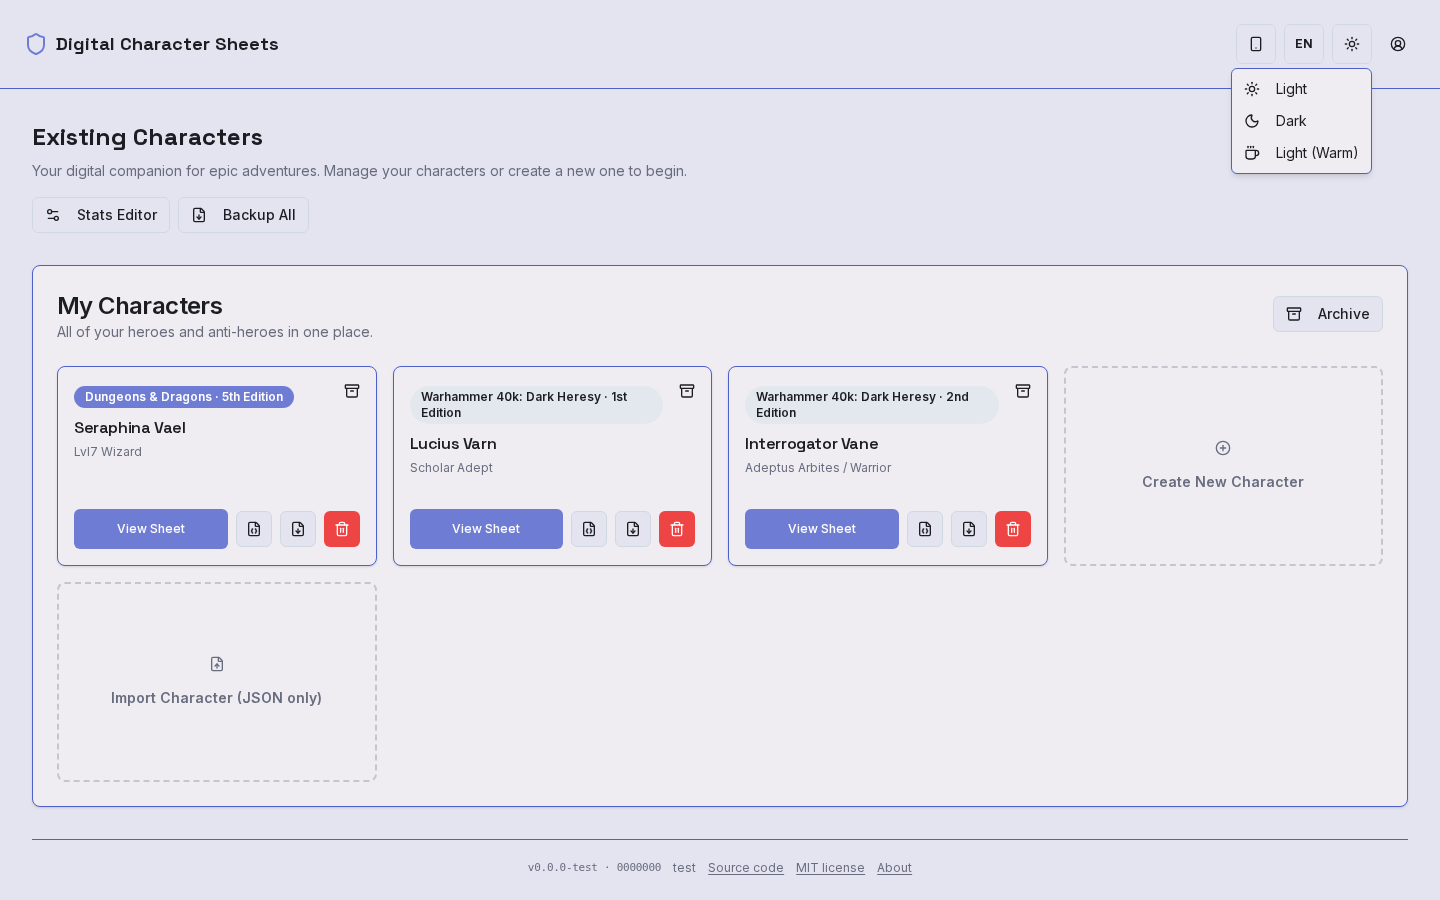 Digital Character Sheets
EN
Light
Dark
Light (Warm)
Existing Characters
Your digital companion for epic adventures. Manage your characters or create a new one to begin.
Stats Editor
Backup All
My Characters
All of your heroes and anti-heroes in one place.
Archive
Dungeons & Dragons · 5th Edition
Seraphina Vael
Lvl7 Wizard
View Sheet
Warhammer 40k: Dark Heresy · 1st
Edition
Lucius Varn
Scholar Adept
View Sheet
Warhammer 40k: Dark Heresy · 2nd
Edition
Interrogator Vane
Adeptus Arbites / Warrior
View Sheet
Create New Character
Import Character (JSON only)
v0.0.0-test · 0000000 test Source code MIT license About